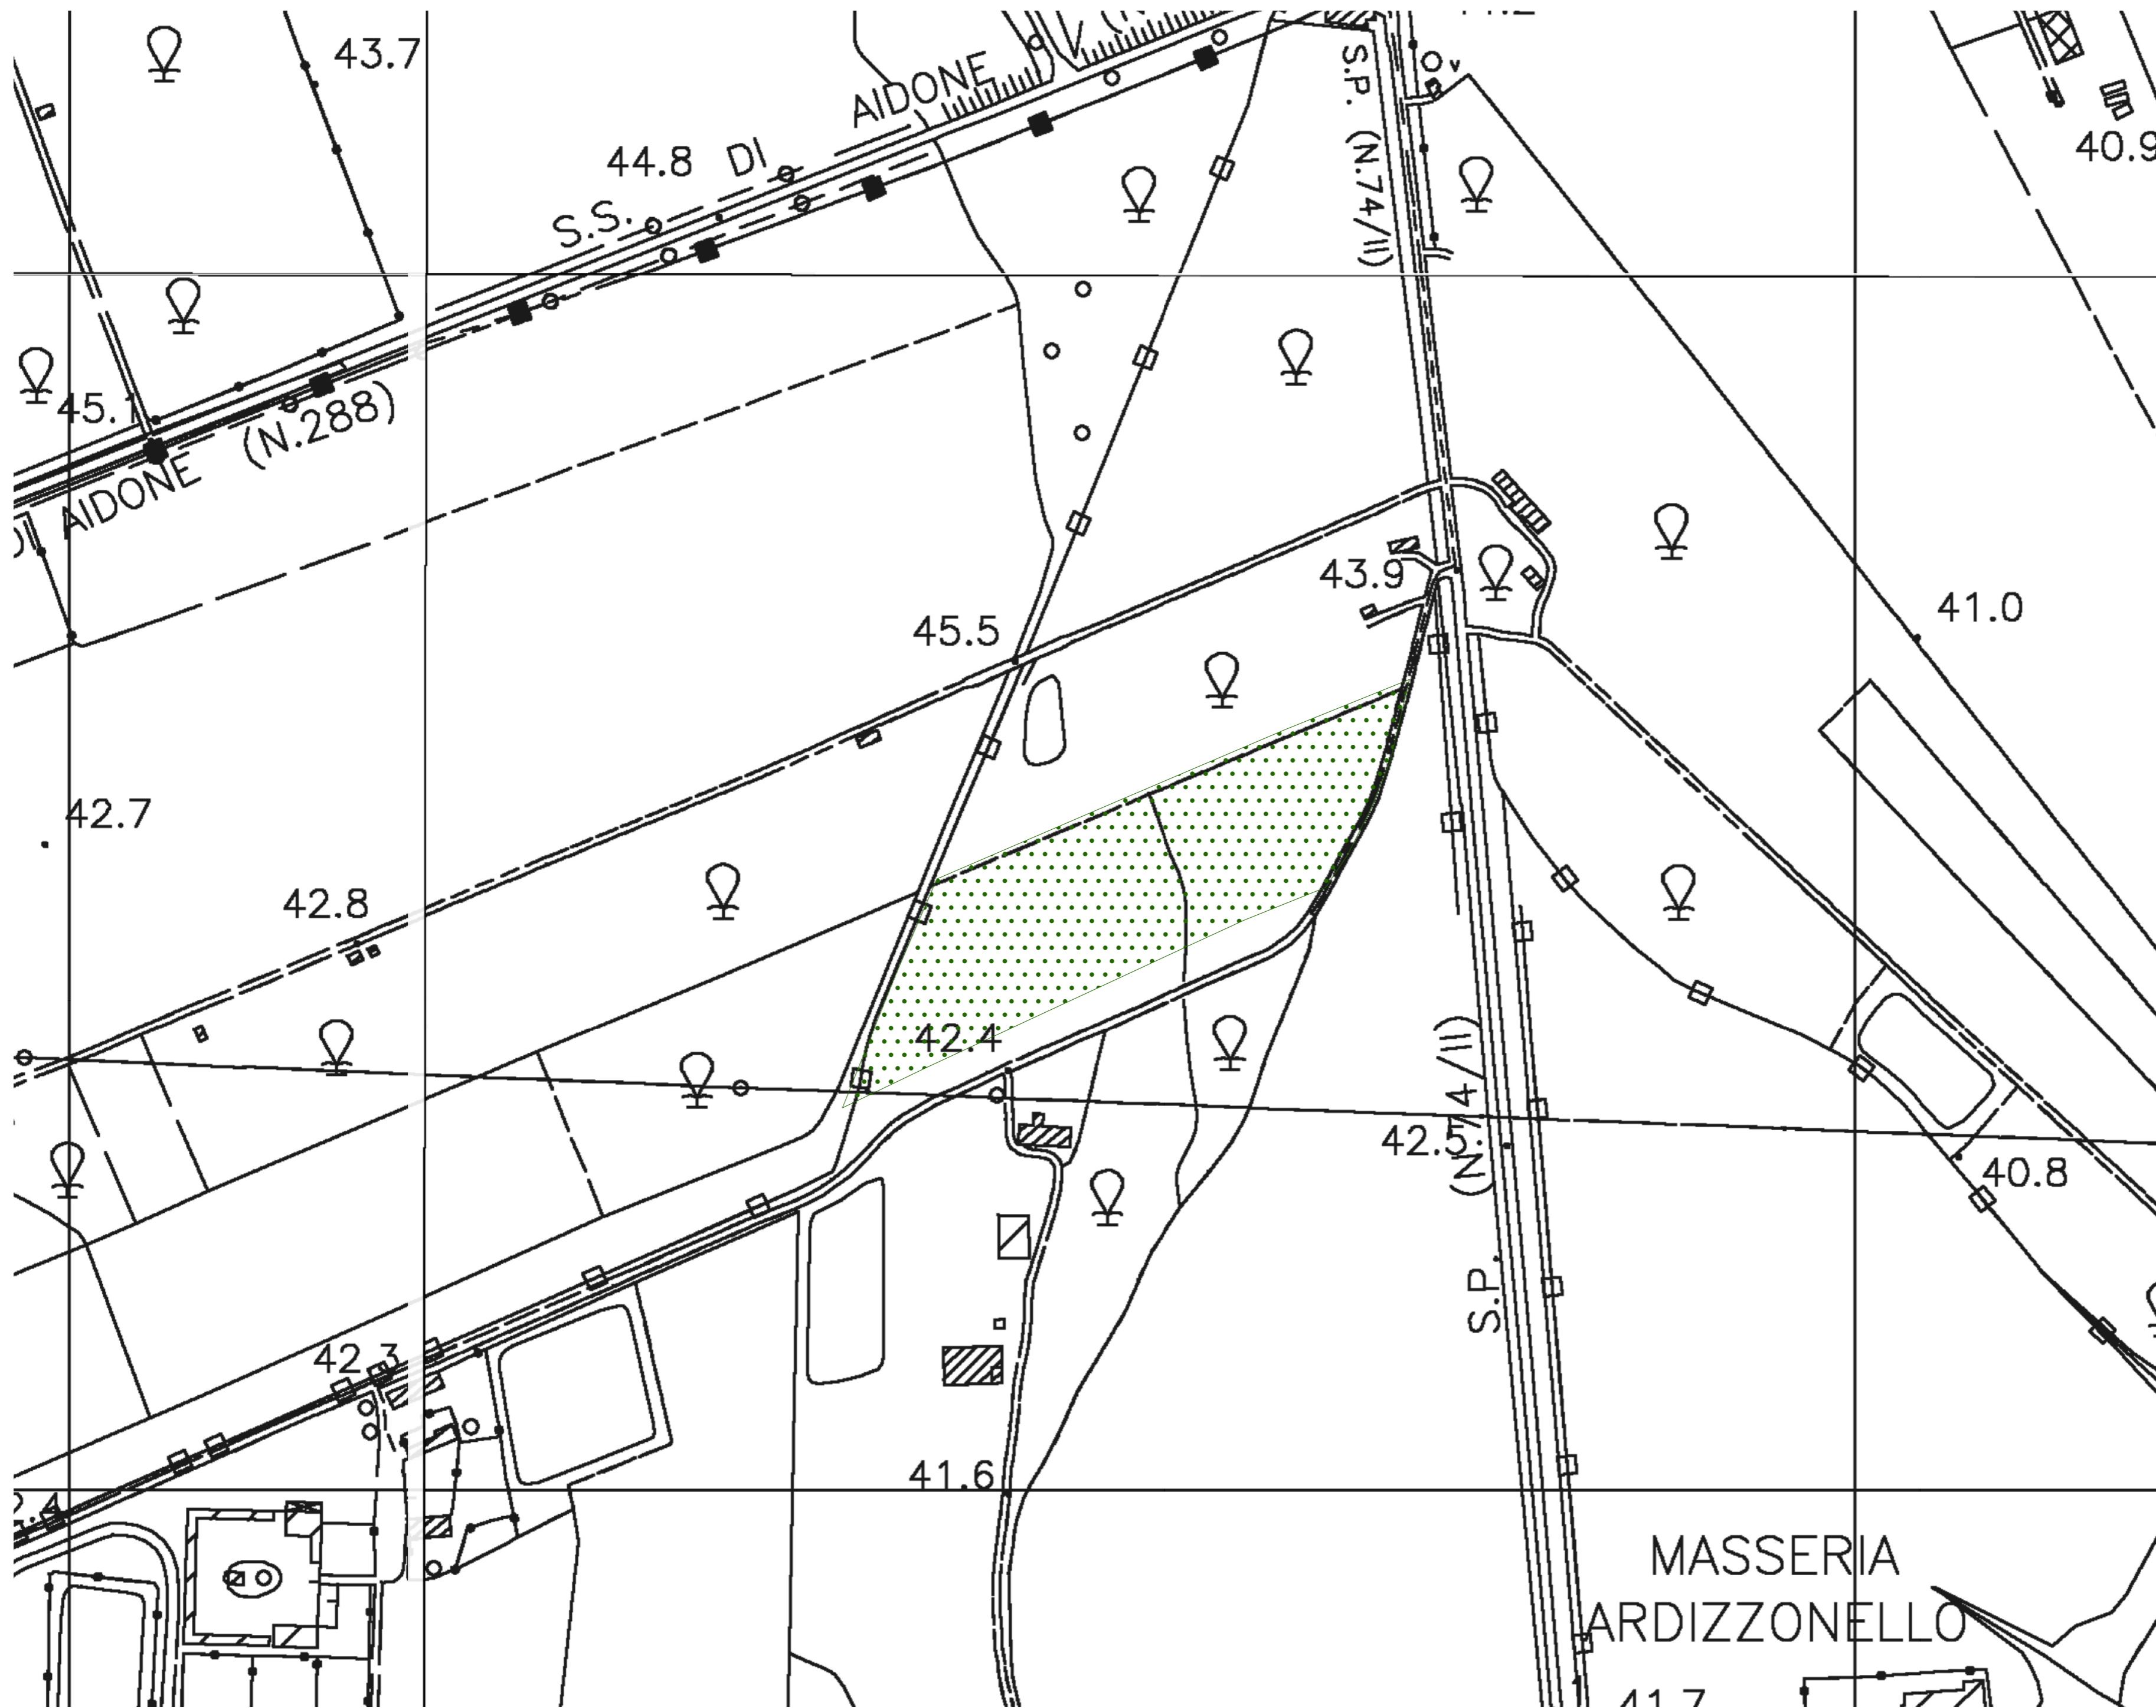 43.7
AIDONE
44.8
DI
S.S.
S.P. (N.74/II)
40.9
45.1
(N.288)
DI AIDONE
43.9
41.0
45.5
42.7
42.8
42.4
42.5
S.P. (N.74/II)
40.8
42.3
41.6
MASSERIA
ARDIZZONELLO
41.7